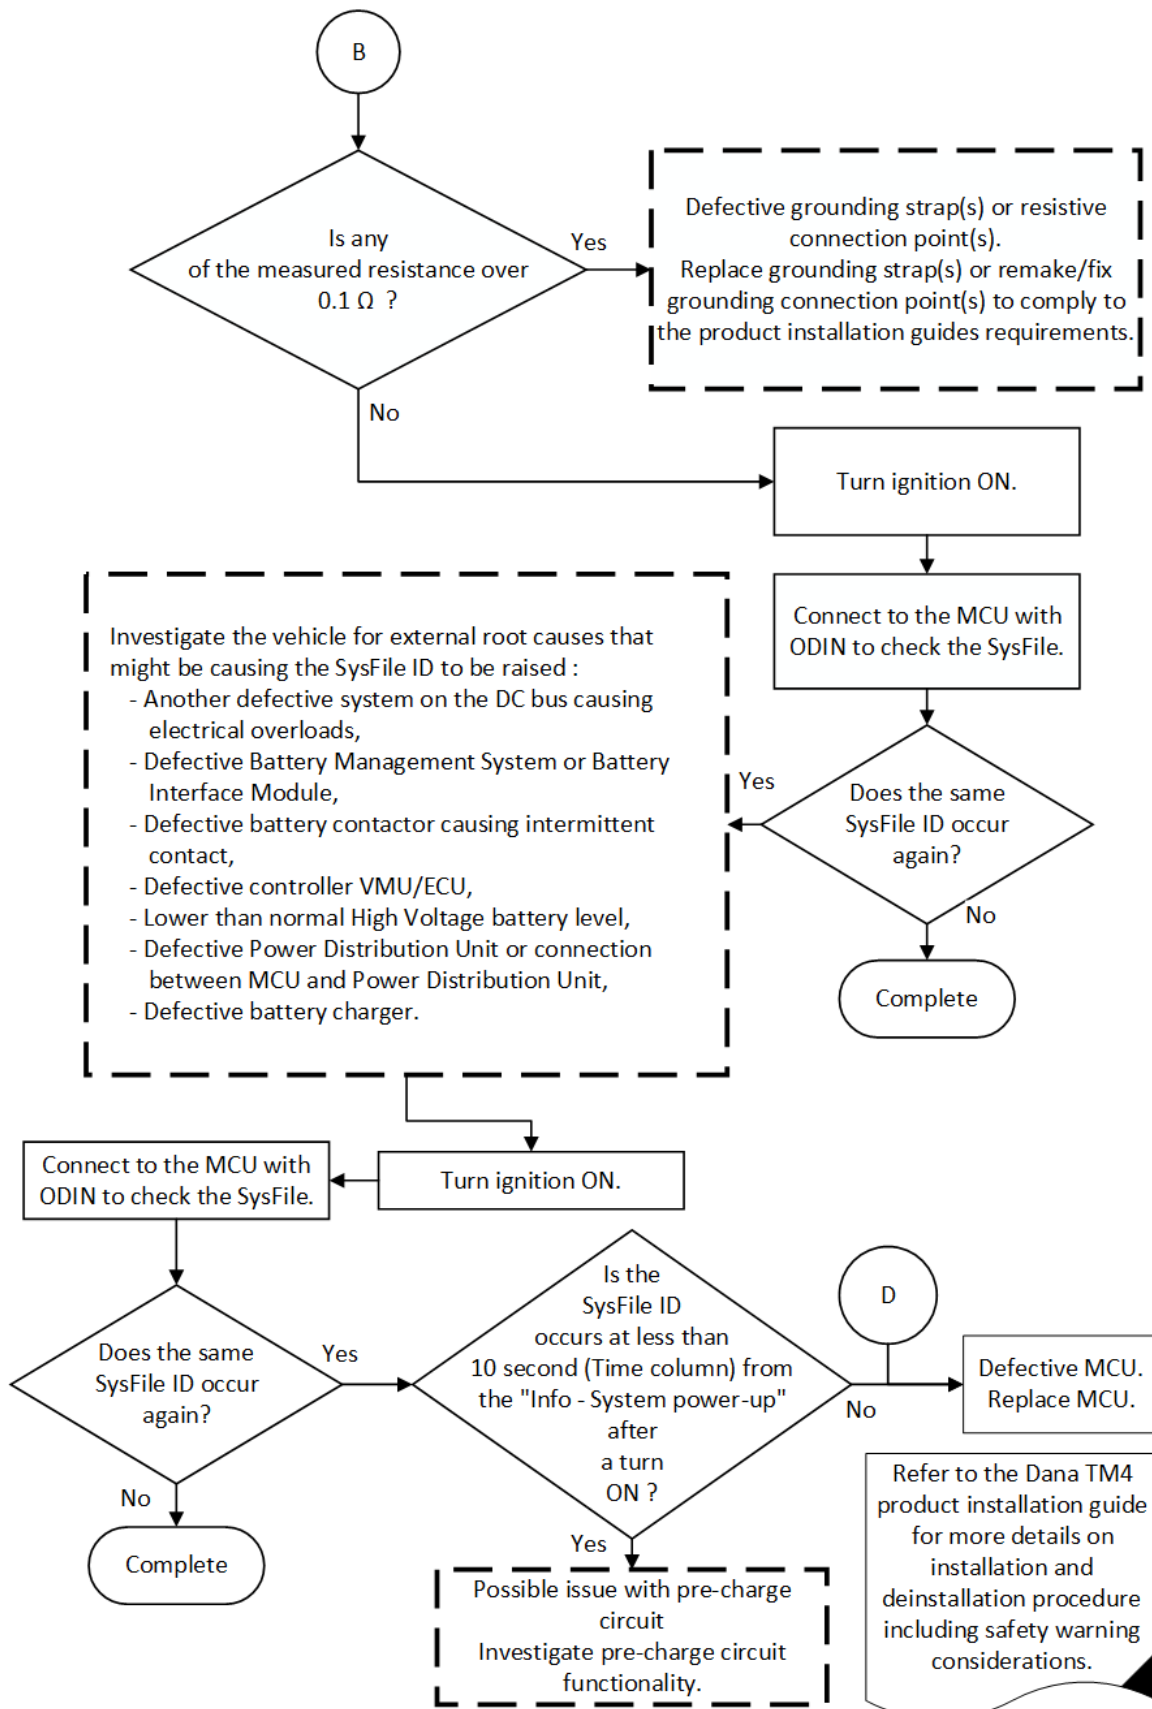 B
Is any
of the measured resistance over
0.1 Ω ?
Yes
Defective grounding strap(s) or resistive
connection point(s).
Replace grounding strap(s) or remake/fix
grounding connection point(s) to comply to
the product installation guides requirements.
No
Turn ignition ON.
Connect to the MCU with
ODIN to check the SysFile.
Does the same
SysFile ID occur
again?
Yes
No
Complete
Investigate the vehicle for external root causes that
might be causing the SysFile ID to be raised :
- Another defective system on the DC bus causing
electrical overloads,
- Defective Battery Management System or Battery
Interface Module,
- Defective battery contactor causing intermittent
contact,
- Defective controller VMU/ECU,
- Lower than normal High Voltage battery level,
- Defective Power Distribution Unit or connection
between MCU and Power Distribution Unit,
- Defective battery charger.
Turn ignition ON.
Connect to the MCU with
ODIN to check the SysFile.
Does the same
SysFile ID occur
again?
Yes
No
Complete
Is the
SysFile ID
occurs at less than
10 second (Time column) from
the "Info - System power-up"
after
a turn
ON ?
No
Yes
D
Defective MCU.
Replace MCU.
Possible issue with pre-charge
circuit
Investigate pre-charge circuit
functionality.
Refer to the Dana TM4
product installation guide
for more details on
installation and
deinstallation procedure
including safety warning
considerations.